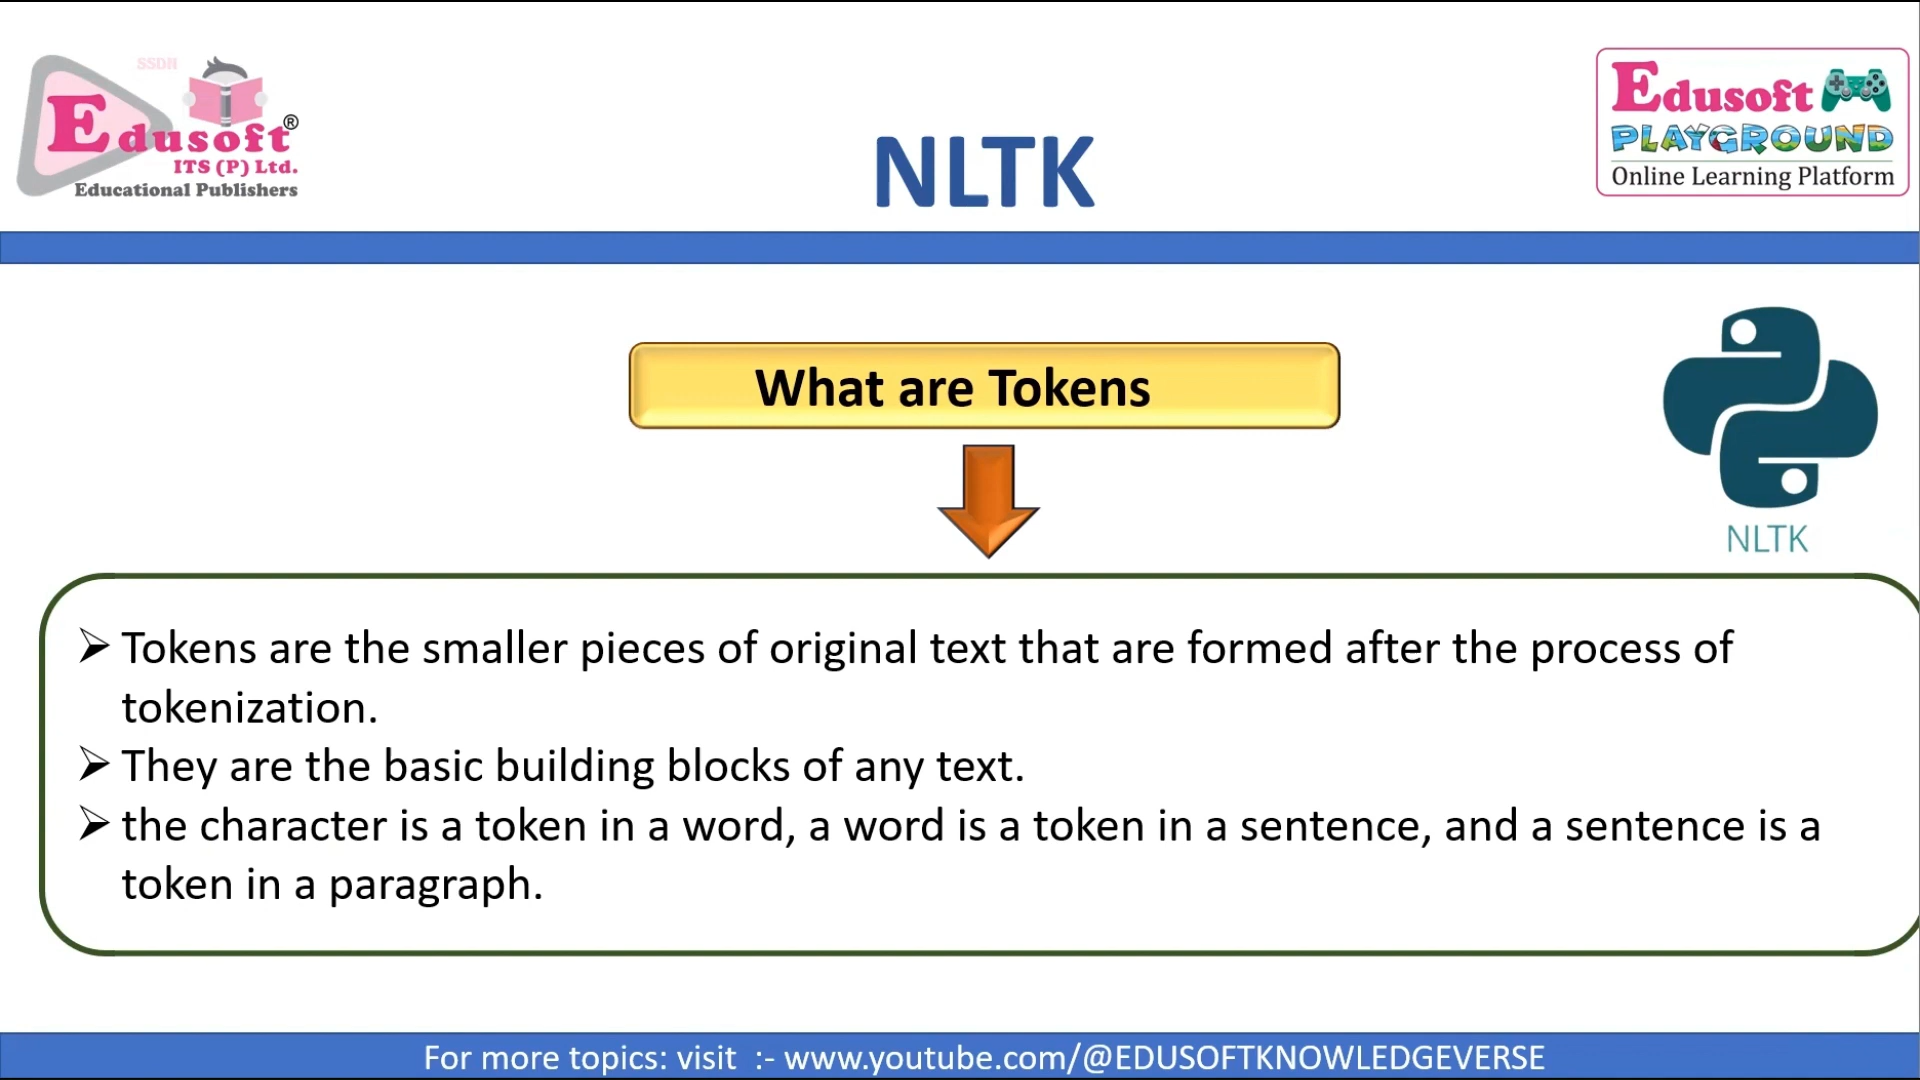 SSDN
Edusoft®
ITS (P) Ltd.
Educational Publishers
NLTK
Edusoft
PLAYGROUND
Online Learning Platform
What are Tokens
NLTK
➢ Tokens are the smaller pieces of original text that are formed after the process of
tokenization.
➢ They are the basic building blocks of any text.
➢ the character is a token in a word, a word is a token in a sentence, and a sentence is a
token in a paragraph.
For more topics: visit :- www.youtube.com/@EDUSOFTKNOWLEDGEVERSE